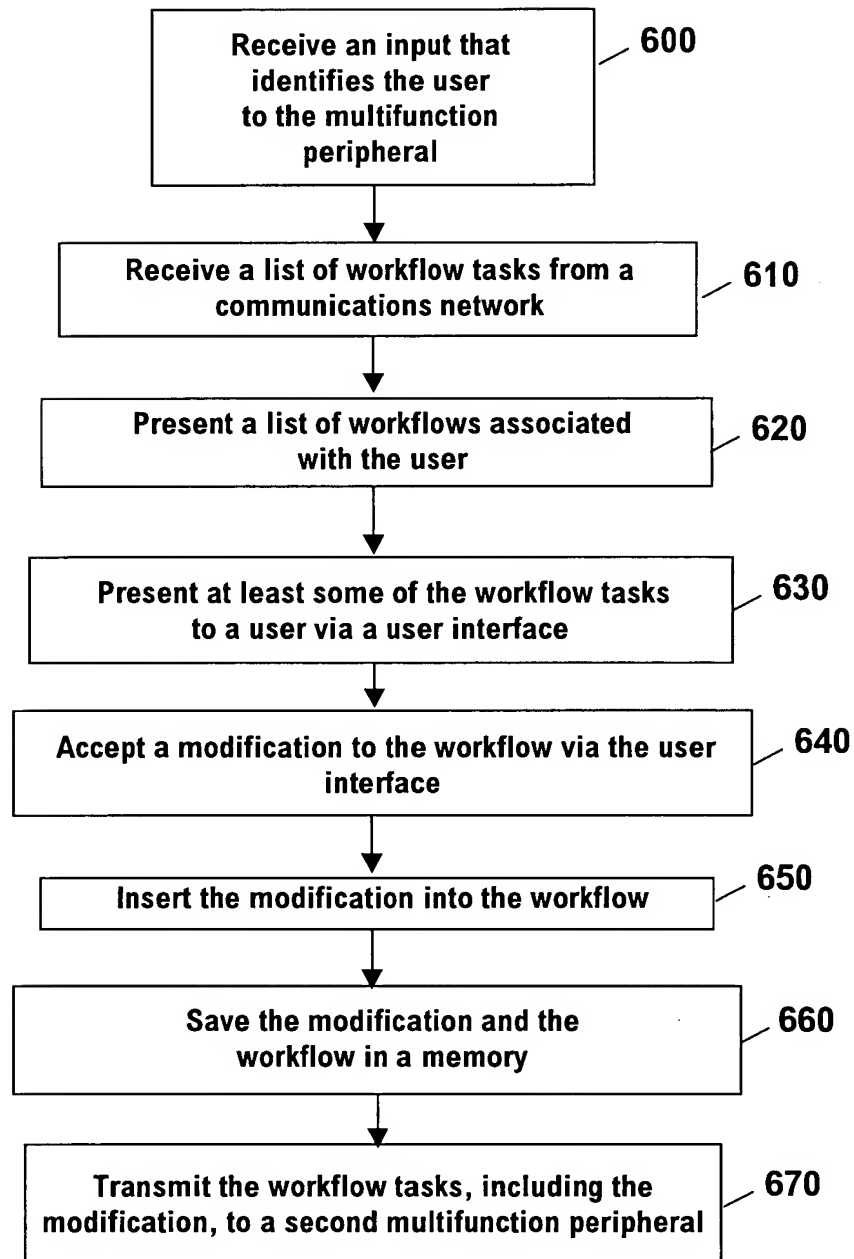 Receive an input that
identifies the user
to the multifunction
peripheral
600
Receive a list of workflow tasks from a
communications network
610
Present a list of workflows associated
with the user
620
Present at least some of the workflow tasks
to a user via a user interface
630
Accept a modification to the workflow via the user
interface
640
Insert the modification into the workflow
650
Save the modification and the
workflow in a memory
660
Transmit the workflow tasks, including the
modification, to a second multifunction peripheral
670